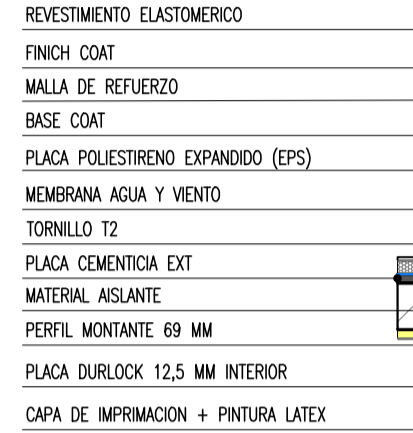 REVESTIMIENTO ELASTOMERICO
FINICH COAT
MALLA DE REFUERZO
BASE COAT
PLACA POLIESTIRENO EXPANDIDO (EPS)
MEMBRANA AGUA Y VIENTO
TORNILLO T2
PLACA CEMENTICIA EXT
MATERIAL AISLANTE
PERFIL MONTANTE 69 MM
PLACA DURLOCK 12,5 MM INTERIOR
CAPA DE IMPRIMACION + PINTURA LATEX